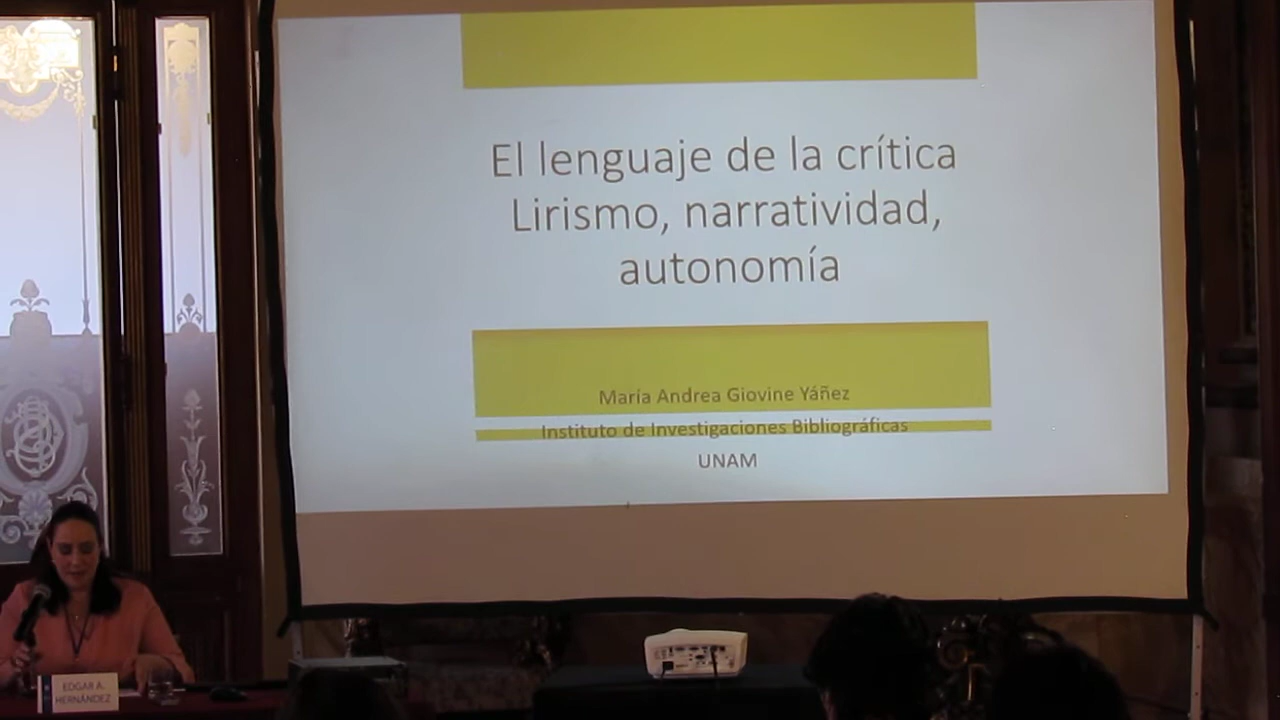 El lenguaje de la crítica
Lirismo, narratividad,
autonomía
María Andrea Giovine Yáñez
Instituto de Investigaciones Bibliográficas
UNAM
EDGAR A.
HERNÁNDEZ